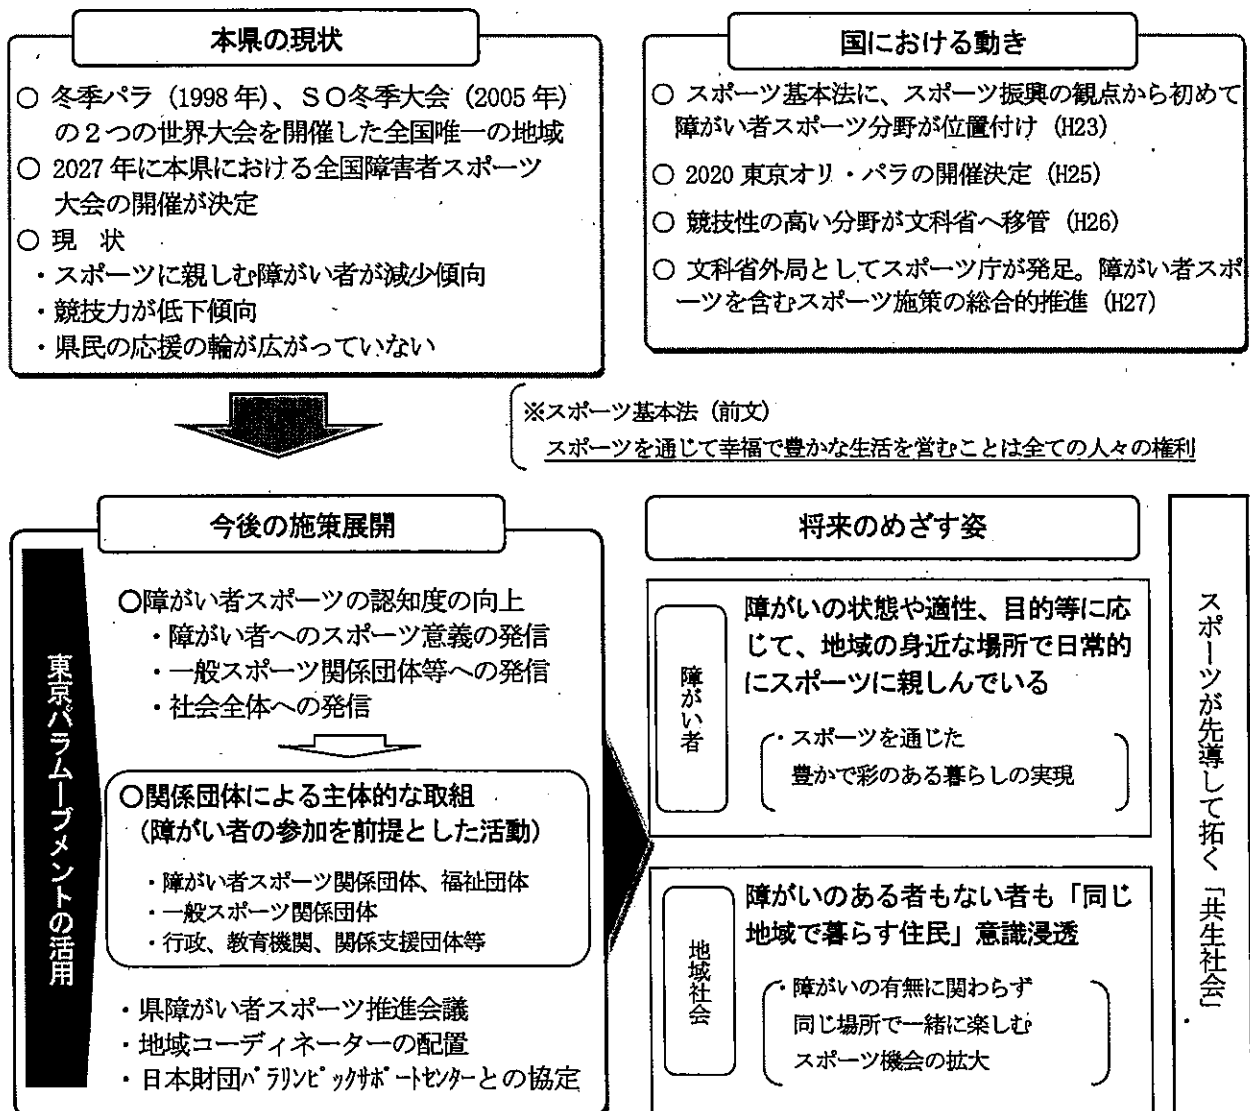 本県の現状
○ 冬季パラ（1998年）、ＳＯ冬季大会（2005年）
の２つの世界大会を開催した全国唯一の地域
○ 2027年に本県における全国障害者スポーツ
大会の開催が決定
○ 現　状
・スポーツに親しむ障がい者が減少傾向
・競技力が低下傾向
・県民の応援の輪が広がっていない
国における動き
○ スポーツ基本法に、スポーツ振興の観点から初めて
障がい者スポーツ分野が位置付け（H23）
○ 2020東京オリ・パラの開催決定（H25）
○ 競技性の高い分野が文科省へ移管（H26）
○ 文科省外局としてスポーツ庁が発足。障がい者スポ
ーツを含むスポーツ施策の総合的推進（H27）
※スポーツ基本法（前文）
スポーツを通じて幸福で豊かな生活を営むことは全ての人々の権利
今後の施策展開
東京パラムーブメントの活用
○障がい者スポーツの認知度の向上
・障がい者へのスポーツ意義の発信
・一般スポーツ関係団体等への発信
・社会全体への発信
○関係団体による主体的な取組
（障がい者の参加を前提とした活動）
・障がい者スポーツ関係団体、福祉団体
・一般スポーツ関係団体
・行政、教育機関、関係支援団体等
・県障がい者スポーツ推進会議
・地域コーディネーターの配置
・日本財団ﾊﾟﾗﾘﾝﾋﾟｯｸｻﾎﾟｰﾄｾﾝﾀｰとの協定
将来のめざす姿
障がい者
障がいの状態や適性、目的等に応
じて、地域の身近な場所で日常的
にスポーツに親しんでいる
・スポーツを通じた
豊かで彩のある暮らしの実現
地域社会
障がいのある者もない者も「同じ
地域で暮らす住民」意識浸透
・障がいの有無に関わらず
同じ場所で一緒に楽しむ
スポーツ機会の拡大
スポーツが先導して拓く「共生社会」